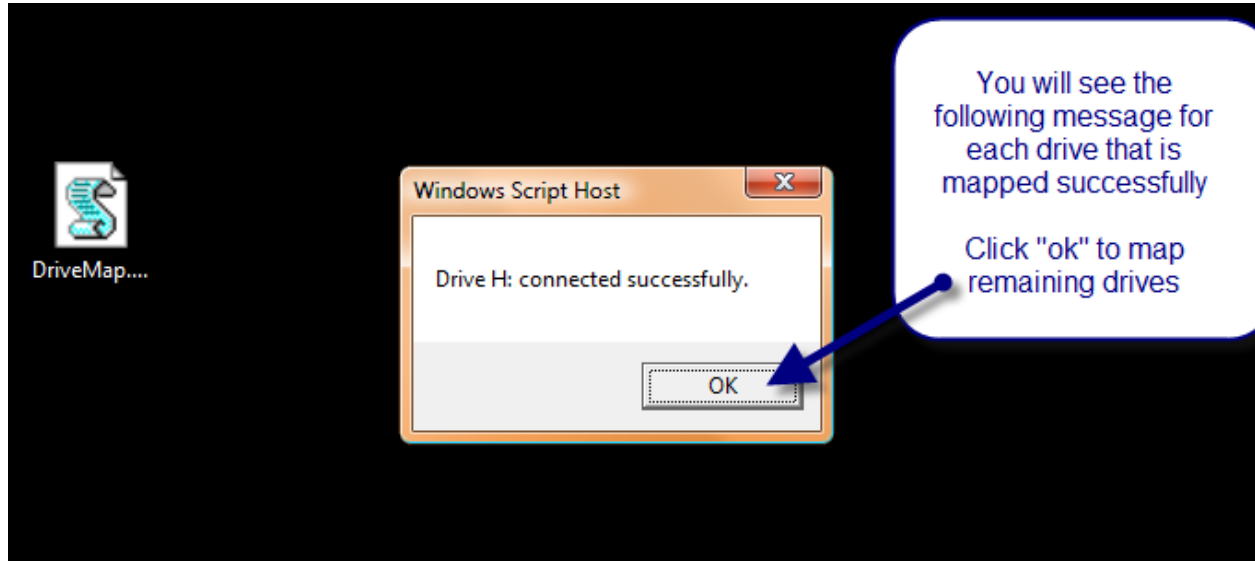 DriveMap....
Windows Script Host
Drive H: connected successfully.
OK
You will see the
following message for
each drive that is
mapped successfully
Click "ok" to map
remaining drives